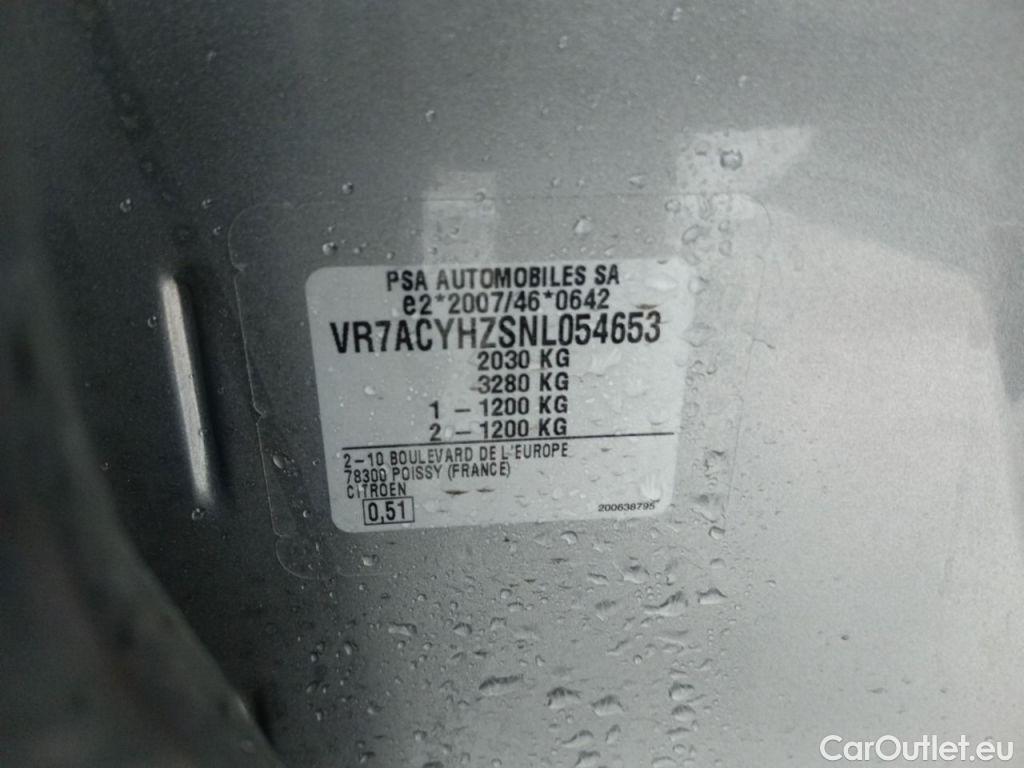 PSA AUTOMOBILES SA
e2*2007/46*0642
VR7ACYHZSNL054653
2030 KG
3280 KG
1 - 1200 KG
2 - 1200 KG
2-10 BOULEVARD DE L'EUROPE
78300 POISSY (FRANCE)
CITROEN
0,51
200638795
CarOutlet.eu